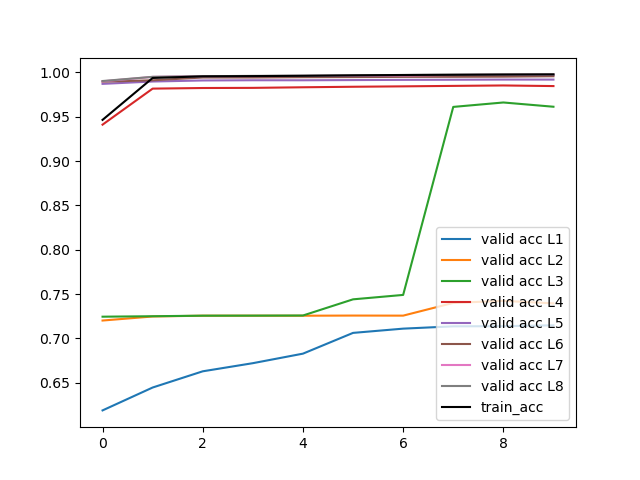 1.00
0.95
0.90
0.85
0.80
0.75
0.70
0.65
0 2 4 6 8
valid acc L1
valid acc L2
valid acc L3
valid acc L4
valid acc L5
valid acc L6
valid acc L7
valid acc L8
train_acc